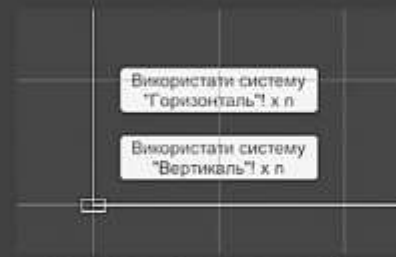 Використати систему
"Горизонталь"! x n
Використати систему
"Вертикаль"! x n